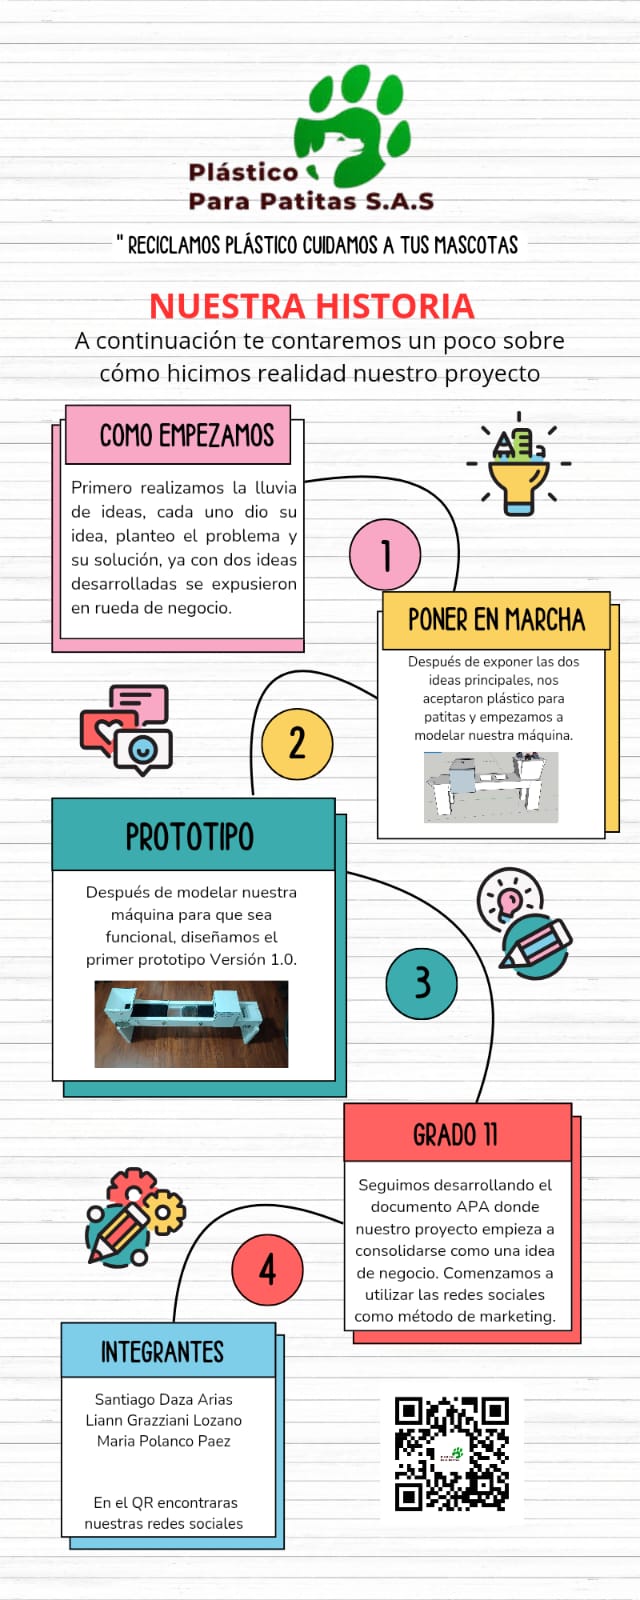 Plástico
Para Patitas S.A.S
" RECICLAMOS PLÁSTICO CUIDAMOS A TUS MASCOTAS
NUESTRA HISTORIA
A continuación te contaremos un poco sobre
cómo hicimos realidad nuestro proyecto
COMO EMPEZAMOS
Primero realizamos la lluvia
de ideas, cada uno dio su
idea, planteo el problema y
su solución, ya con dos ideas
desarrolladas se expusieron
en rueda de negocio.
1
PONER EN MARCHA
Después de exponer las dos
ideas principales, nos
aceptaron plástico para
patitas y empezamos a
modelar nuestra máquina.
2
PROTOTIPO
Después de modelar nuestra
máquina para que sea
funcional, diseñamos el
primer prototipo Versión 1.0.
3
GRADO 11
Seguimos desarrollando el
documento APA donde
nuestro proyecto empieza a
consolidarse como una idea
de negocio. Comenzamos a
utilizar las redes sociales
como método de marketing.
4
INTEGRANTES
Santiago Daza Arias
Liann Grazziani Lozano
Maria Polanco Paez
En el QR encontraras
nuestras redes sociales